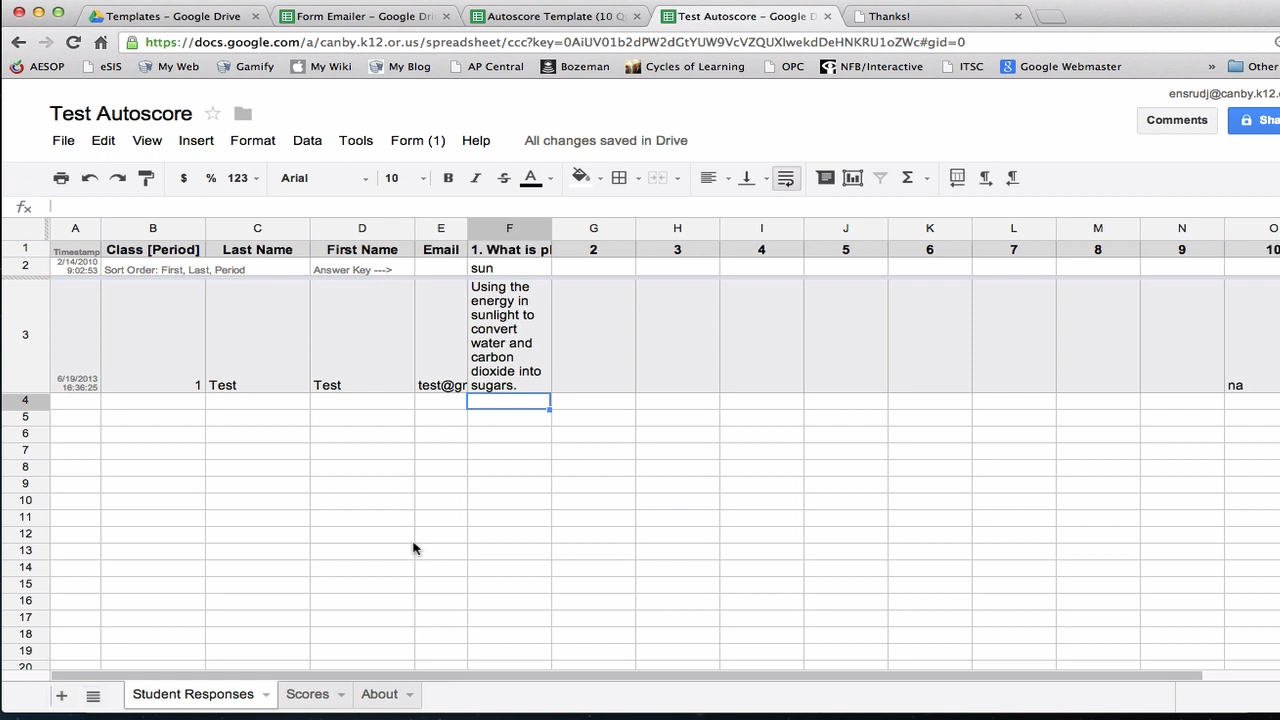 Templates – Google Drive
Form Emailer – Google Dri
Autoscore Template (10 Q
Test Autoscore – Google D
Thanks!
https://docs.google.com/a/canby.k12.or.us/spreadsheet/ccc?key=0AiUV01b2dPW2dGtYUW9VcVZQUXlwekdDeHNKRU1oZWc#gid=0
AESOP eSIS My Web Gamify My Wiki My Blog AP Central Bozeman Cycles of Learning OPC NFB/Interactive ITSC Google Webmaster » Other
ensrudj@canby.k12.
Test Autoscore
Comments
Sha
File Edit View Insert Format Data Tools Form (1) Help All changes saved in Drive
$ % 123 Arial 10 B I S A Σ
fx
A B C D E F G H I J K L M N O
1 Timestamp Class [Period] Last Name First Name Email 1. What is pl 2 3 4 5 6 7 8 9 10
2 2/14/2010 9:02:53 Sort Order: First, Last, Period Answer Key ---> sun
Using the
energy in
sunlight to
3 convert
water and
carbon
dioxide into
6/19/2013 16:36:25 1 Test Test test@gr sugars. na
4
5
6
7
8
9
10
11
12
13
14
15
16
17
18
19
20
+ Student Responses Scores About